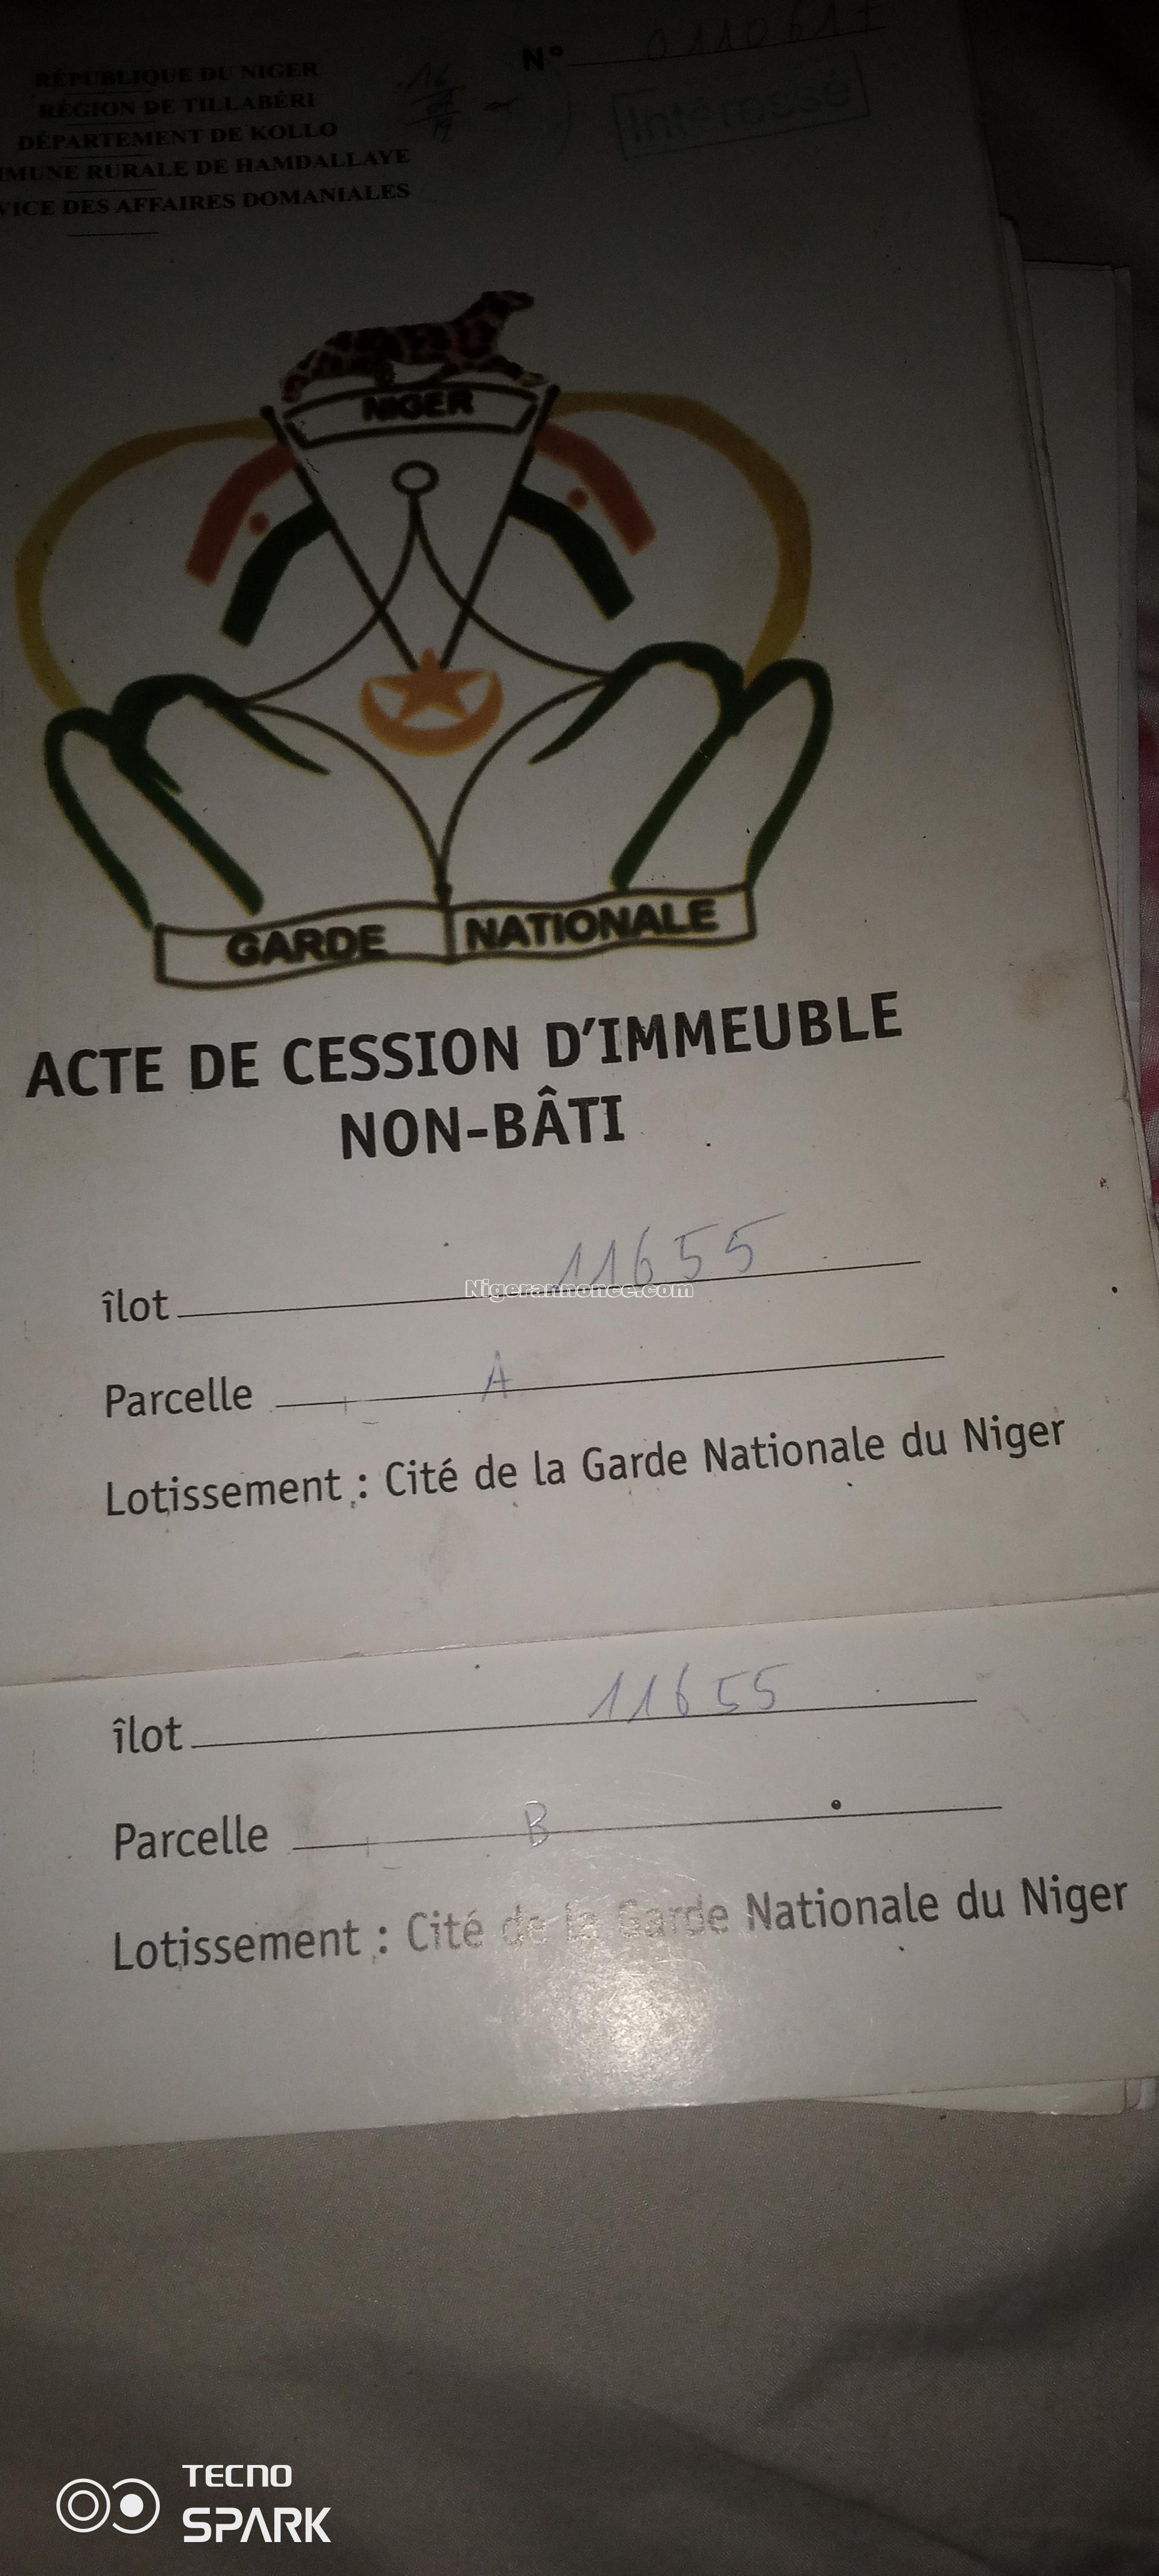 RÉPUBLIQUE DU NIGER
RÉGION DE TILLABÉRI
DÉPARTEMENT DE KOLLO
MUNE RURALE DE HAMDALLAYE
VICE DES AFFAIRES DOMANIALES
N° 011061
Intéressé
NIGER
GARDE NATIONALE
ACTE DE CESSION D'IMMEUBLE
NON-BÂTI
îlot 11655
Nigerannonce.com
Parcelle A
Lotissement : Cité de la Garde Nationale du Niger
îlot 11655
Parcelle B
Lotissement : Cité de la Garde Nationale du Niger
TECNO
SPARK